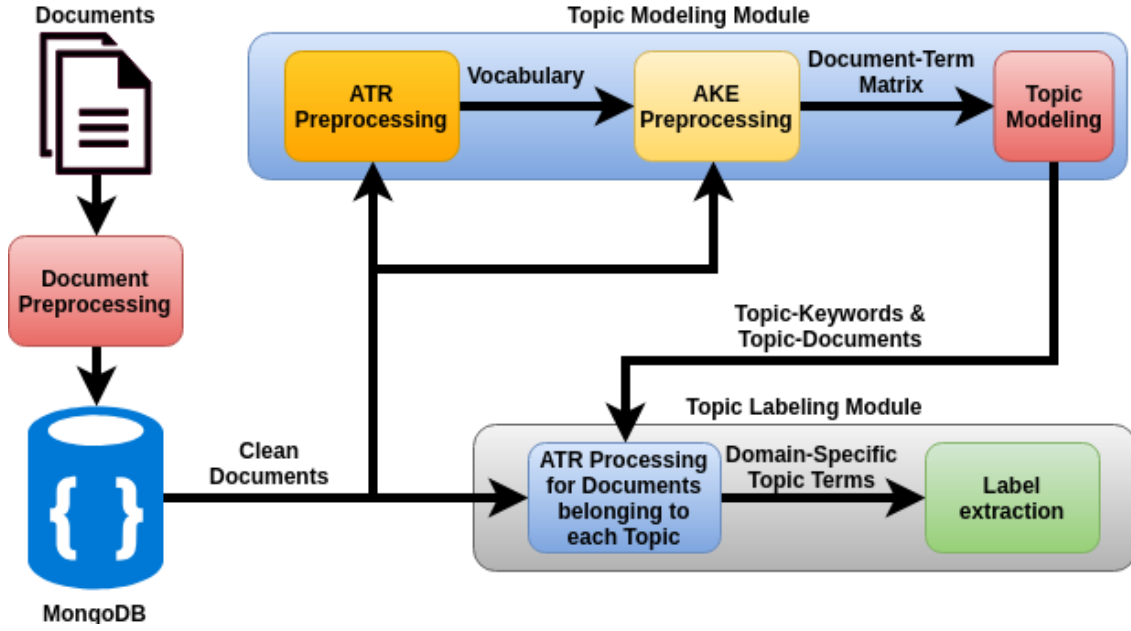 Documents
Topic Modeling Module
ATR
Preprocessing
Vocabulary
AKE
Preprocessing
Document-Term
Matrix
Topic
Modeling
Document
Preprocessing
Topic-Keywords &
Topic-Documents
Topic Labeling Module
Clean
Documents
ATR Processing
for Documents
belonging to
each Topic
Domain-Specific
Topic Terms
Label
extraction
{ }
MongoDB